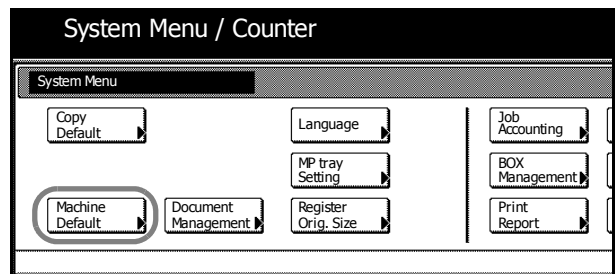 System Menu / Counter
System Menu
Copy
Default
Language
Job
Accounting
MP tray
Setting
BOX
Management
Machine
Default
Document
Management
Register
Orig. Size
Print
Report